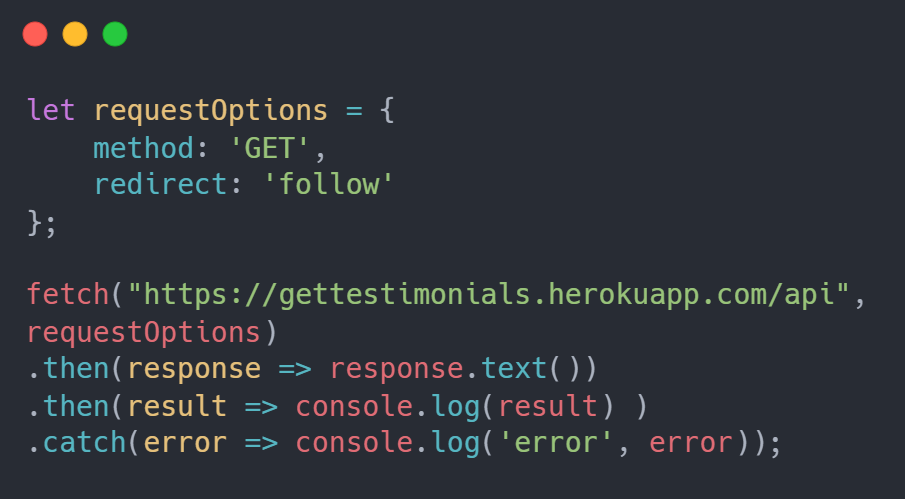 let requestOptions = {
    method: 'GET',
    redirect: 'follow'
};

fetch("https://gettestimonials.herokuapp.com/api",
requestOptions)
.then(response => response.text())
.then(result => console.log(result) )
.catch(error => console.log('error', error));